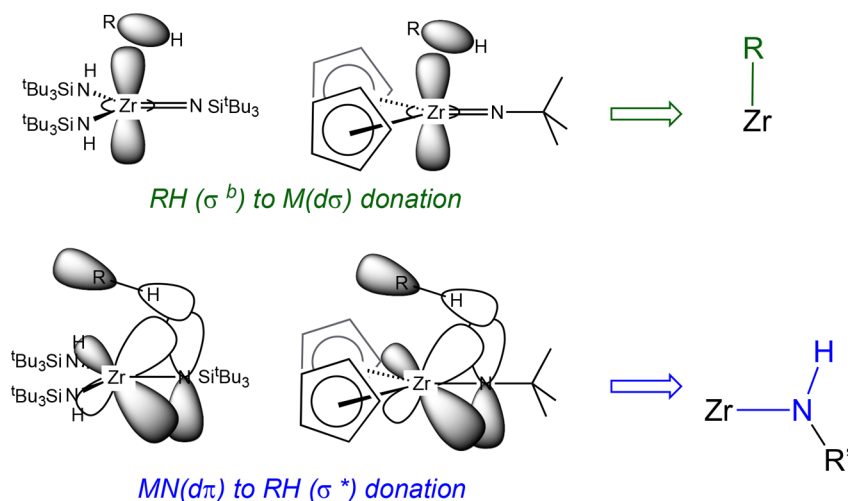 R H R H
H
ᵗBu₃SiN Zr N SiᵗBu₃ Zr N
ᵗBu₃SiN
H
R
Zr
RH (σ ᵇ) to M(dσ) donation
R H R H
H
ᵗBu₃SiN Zr N SiᵗBu₃ Zr N
ᵗBu₃SiN
H
H
Zr N
R'
MN(dπ) to RH (σ *) donation